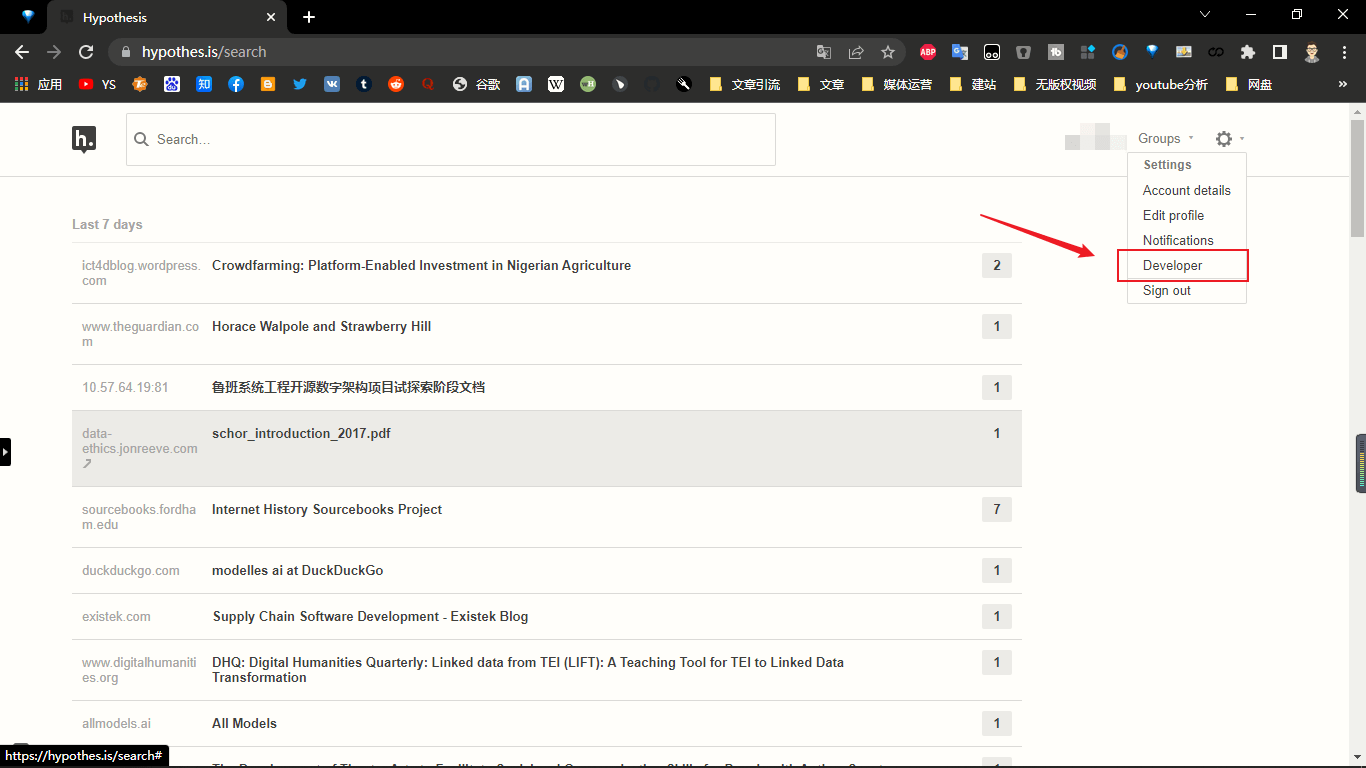 Hypothesis
hypothes.is/search
ABP
应用
YS
知
谷歌
文章引流
文章
媒体运营
建站
无版权视频
youtube分析
网盘
»
h.
Search…
Groups
Settings
Account details
Edit profile
Notifications
Developer
Sign out
Last 7 days
ict4dblog.wordpress.
com
Crowdfarming: Platform-Enabled Investment in Nigerian Agriculture
2
www.theguardian.co
m
Horace Walpole and Strawberry Hill
1
10.57.64.19:81
鲁班系统工程开源数字架构项目试探索阶段文档
1
data-
ethics.jonreeve.com
schor_introduction_2017.pdf
1
sourcebooks.fordha
m.edu
Internet History Sourcebooks Project
7
duckduckgo.com
modelles ai at DuckDuckGo
1
existek.com
Supply Chain Software Development - Existek Blog
1
www.digitalhumaniti
es.org
DHQ: Digital Humanities Quarterly: Linked data from TEI (LIFT): A Teaching Tool for TEI to Linked Data
Transformation
1
allmodels.ai
All Models
1
https://hypothes.is/search#